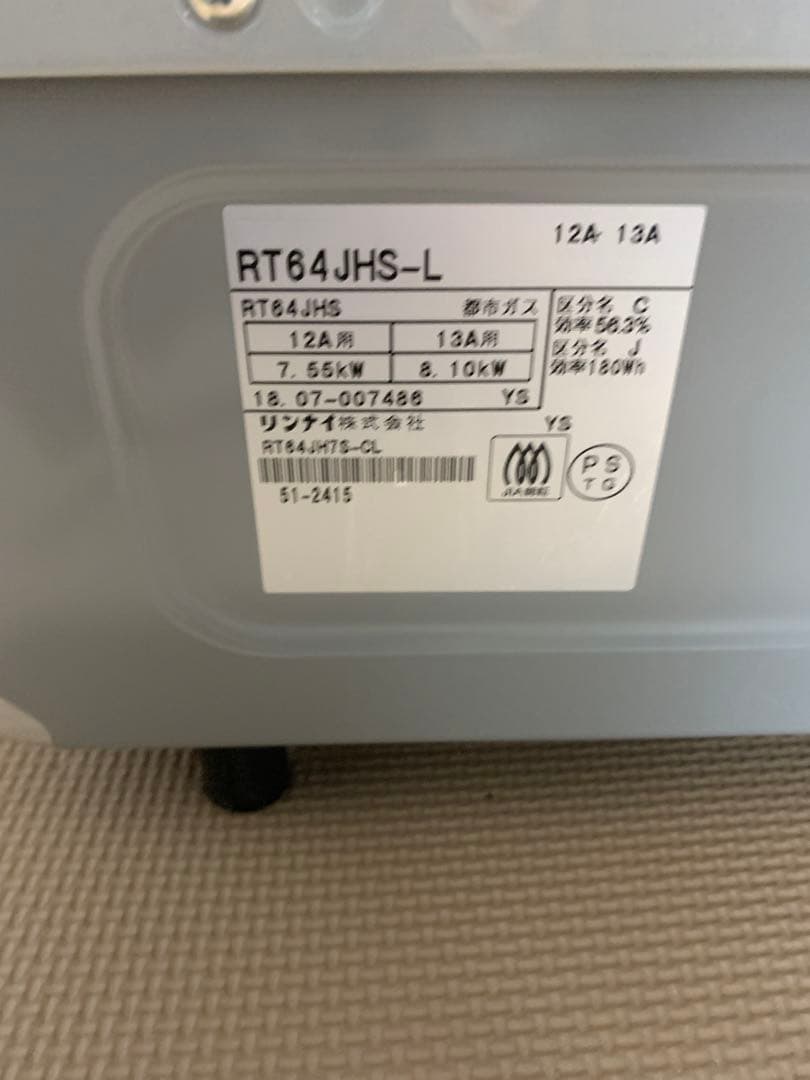 12A 13A
RT64JHS-L
RT64JHS 都市ガス
12A用 13A用
7.55kW 8.10kW
18.07-007486 YS
区分名 C
効率56.3%
区分名 J
効率180Wh
リンナイ株式会社 YS
RT64JH7S-CL
51-2415
PS
TG